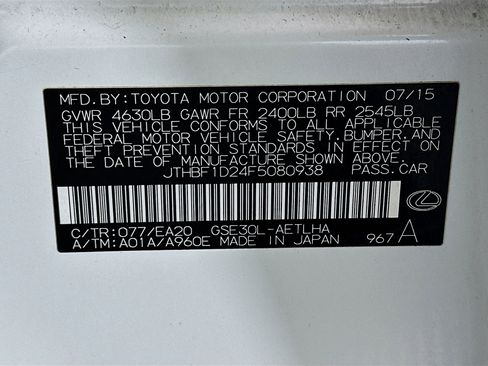 MFD.BY:TOYOTA MOTOR CORPORATION 07/15
GVWR 4630LB GAWR FR 2400LB RR 2545LB
THIS VEHICLE CONFORMS TO ALL APPLICABLE
FEDERAL MOTOR VEHICLE SAFETY, BUMPER, AND
THEFT PREVENTION STANDARDS IN EFFECT ON
THE DATE OF MANUFACTURE SHOWN ABOVE.
JTHBF1D24F5080938 PASS.CAR
C/TR:077/EA20 GSE30L-AETLHA
A/TM:A01A/A960E MADE IN JAPAN 967 A